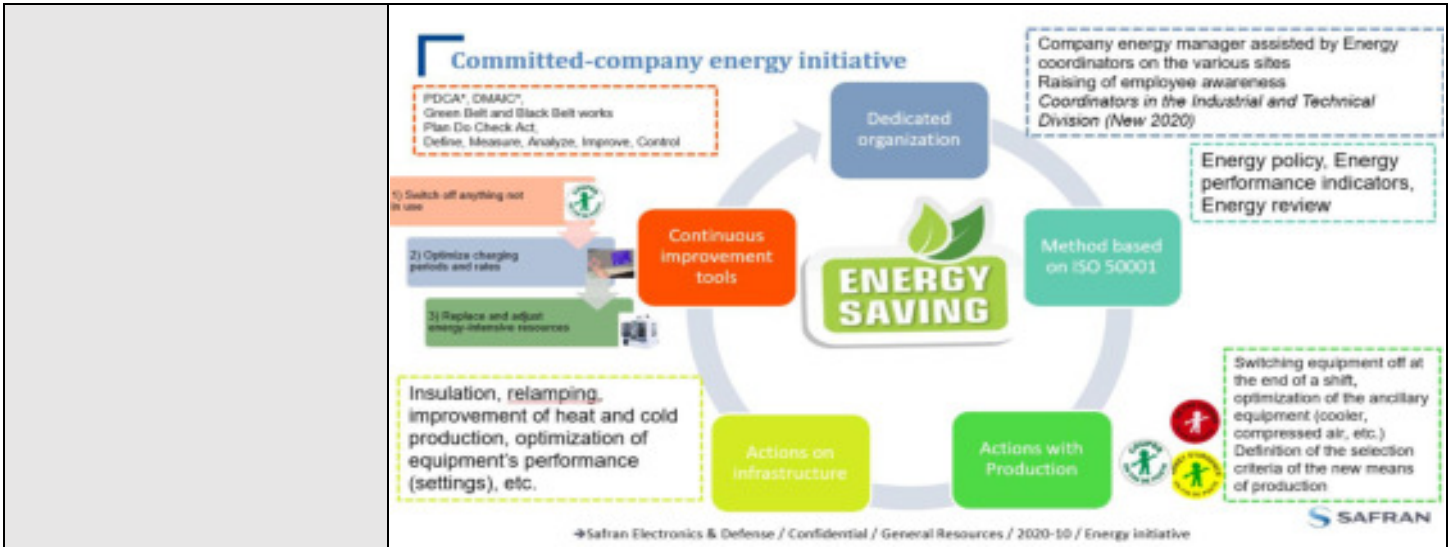 Committed-company energy initiative
PDCA*, DMAIC*,
Green Belt and Black Belt works
Plan Do Check Act,
Define, Measure, Analyze, Improve, Control
Dedicated
organization
Company energy manager assisted by Energy
coordinators on the various sites
Raising of employee awareness
Coordinators in the Industrial and Technical
Division (New 2020)
Energy policy, Energy
performance indicators,
Energy review
1) Switch off anything not
in use
2) Optimize charging
periods and rates
3) Replace and adjust
energy-intensive resources
Continuous
improvement
tools
ENERGY
SAVING
Method based
on ISO 50001
Insulation, relamping,
improvement of heat and cold
production, optimization of
equipment's performance
(settings), etc.
Actions on
infrastructure
Actions with
Production
Switching equipment off at
the end of a shift,
optimization of the ancillary
equipment (cooler,
compressed air, etc.)
Definition of the selection
criteria of the new means
of production
SAFRAN
➔Safran Electronics & Defense / Confidential / General Resources / 2020-10 / Energy initiative